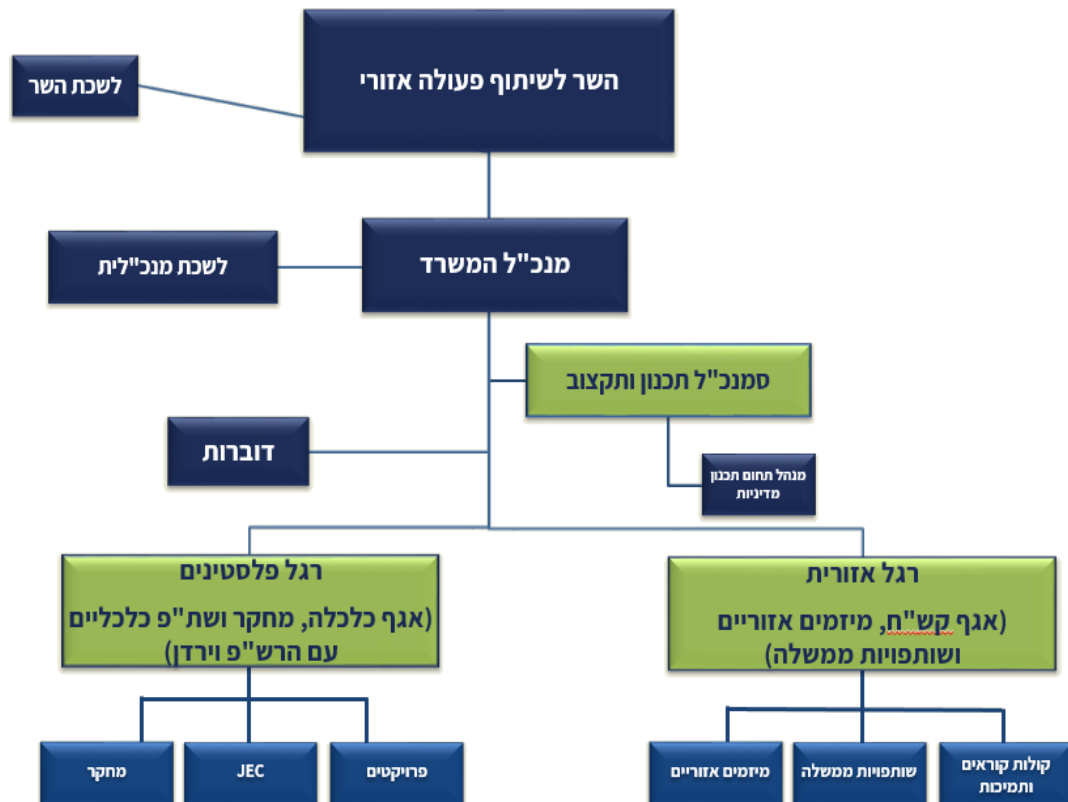 השר לשיתוף פעולה אזורי
לשכת השר
מנכ"ל המשרד
לשכת מנכ"לית
סמנכ"ל תכנון ותקצוב
דוברות
מנהל תחום תכנון
מדיניות
רגל אזורית
(אגף קש"ח, מיזמים אזוריים
ושותפויות ממשלה)
רגל פלסטינים
(אגף כלכלה, מחקר ושת"פ כלכליים
עם הרש"פ וירדן)
קולות קוראים
ותמיכות
שותפויות ממשלה
מיזמים אזוריים
פרויקטים
JEC
מחקר